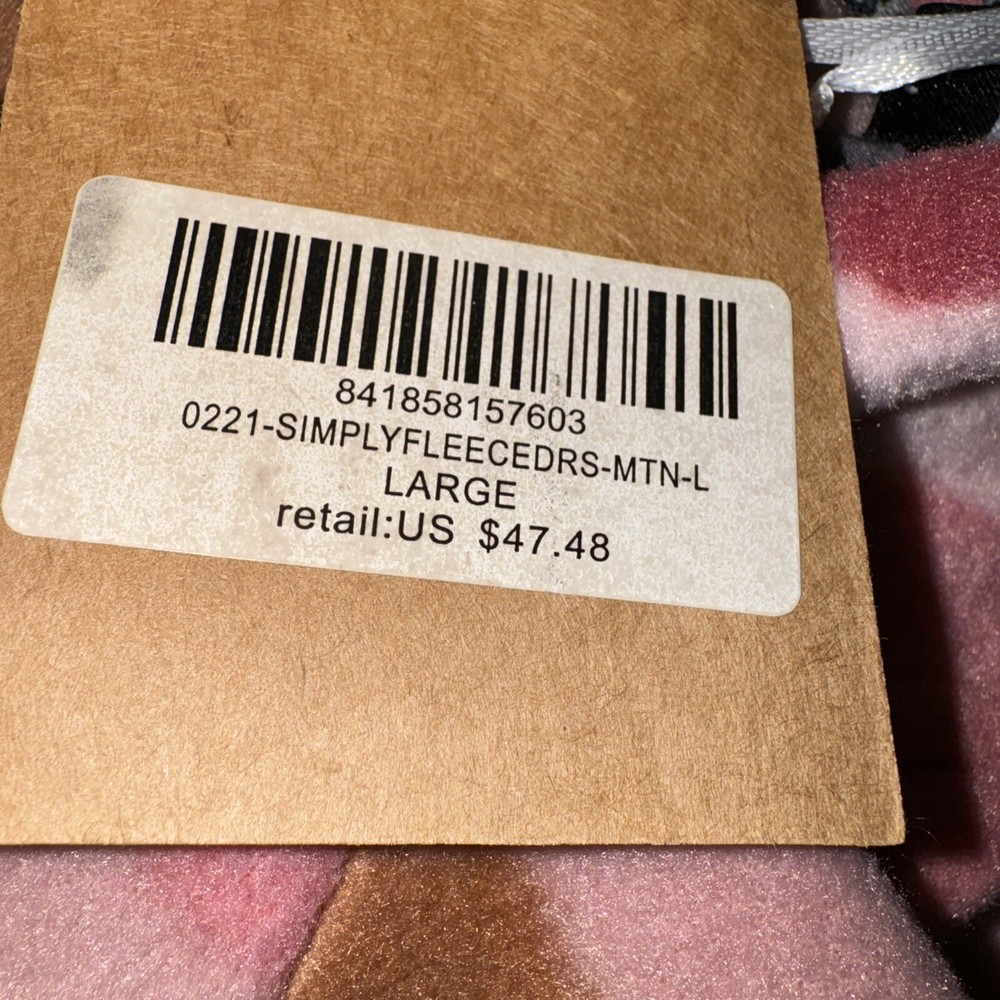 841858157603
0221-SIMPLYFLEECEDRS-MTN-L
LARGE
retail:US $47.48